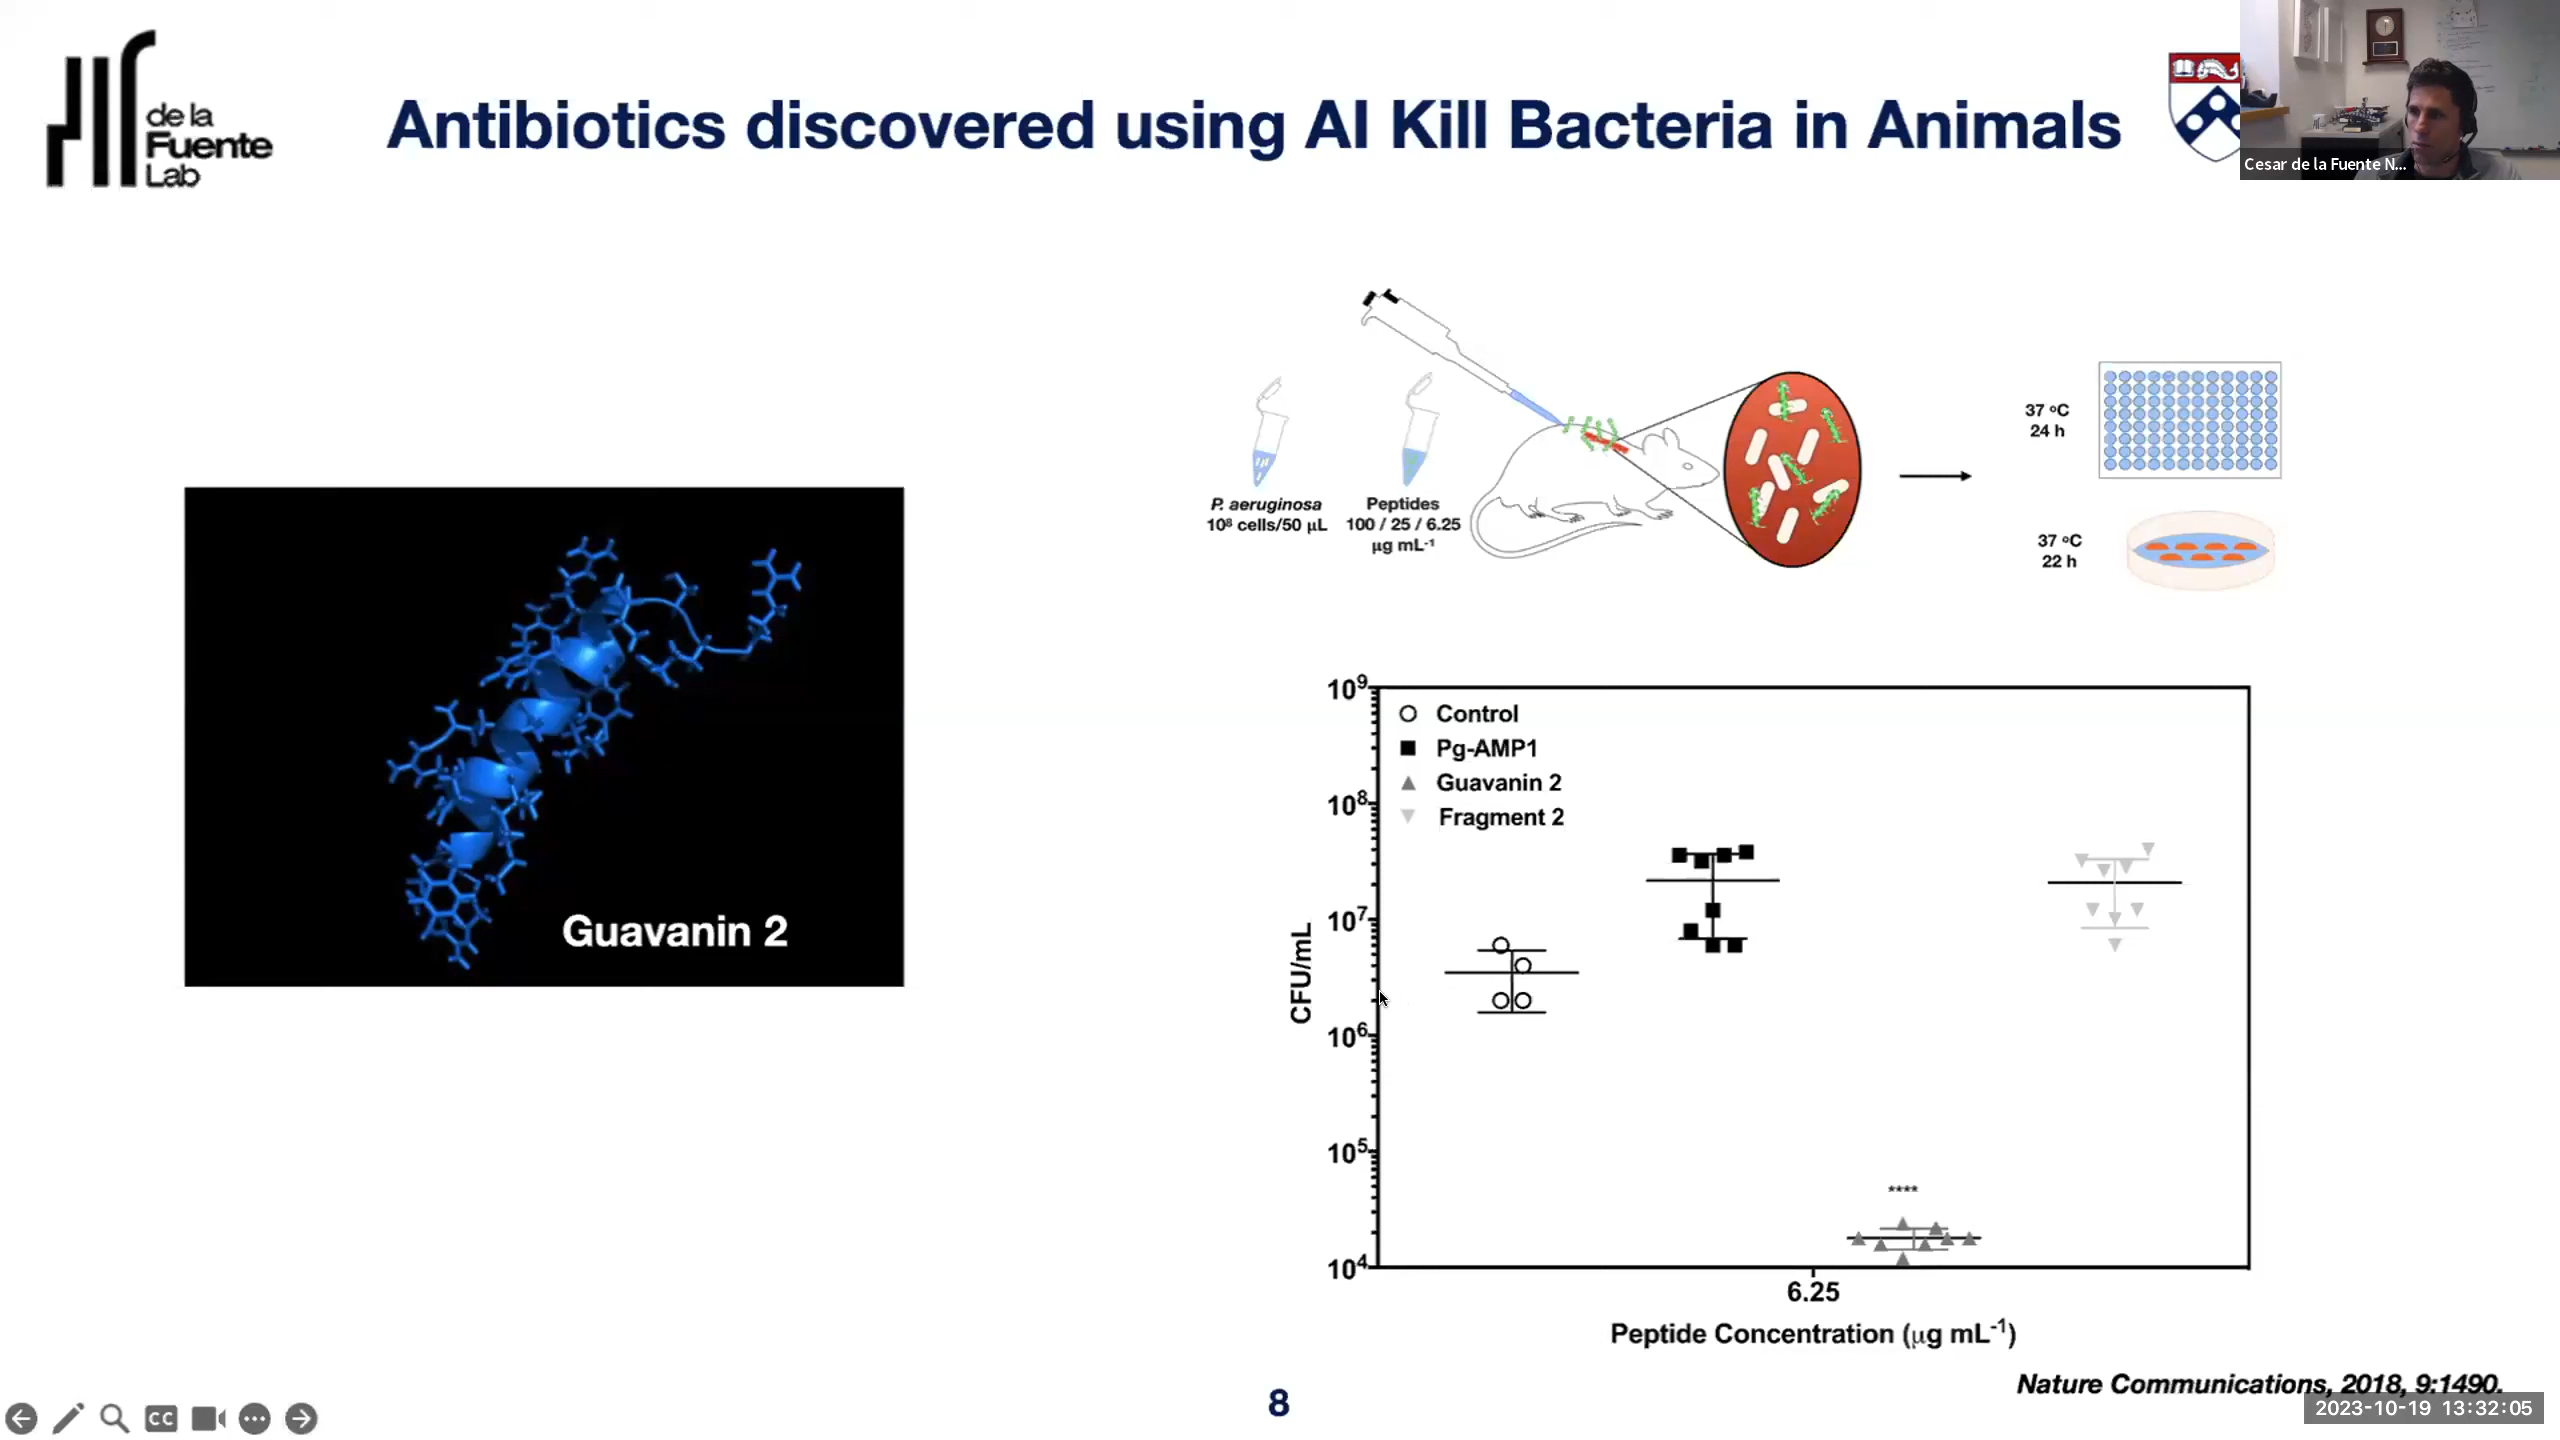 de la
Fuente
Lab
Antibiotics discovered using AI Kill Bacteria in Animals
Cesar de la Fuente N...
P. aeruginosa
10⁸ cells/50 μL
Peptides
100 / 25 / 6.25
μg mL⁻¹
37 ºC
24 h
37 ºC
22 h
Guavanin 2
10⁹
10⁸
10⁷
10⁶
10⁵
10⁴
CFU/mL
Control
Pg-AMP1
Guavanin 2
Fragment 2
****
6.25
Peptide Concentration (μg mL⁻¹)
Nature Communications, 2018, 9:1490.
8
CC
2023-10-19 13:32:05